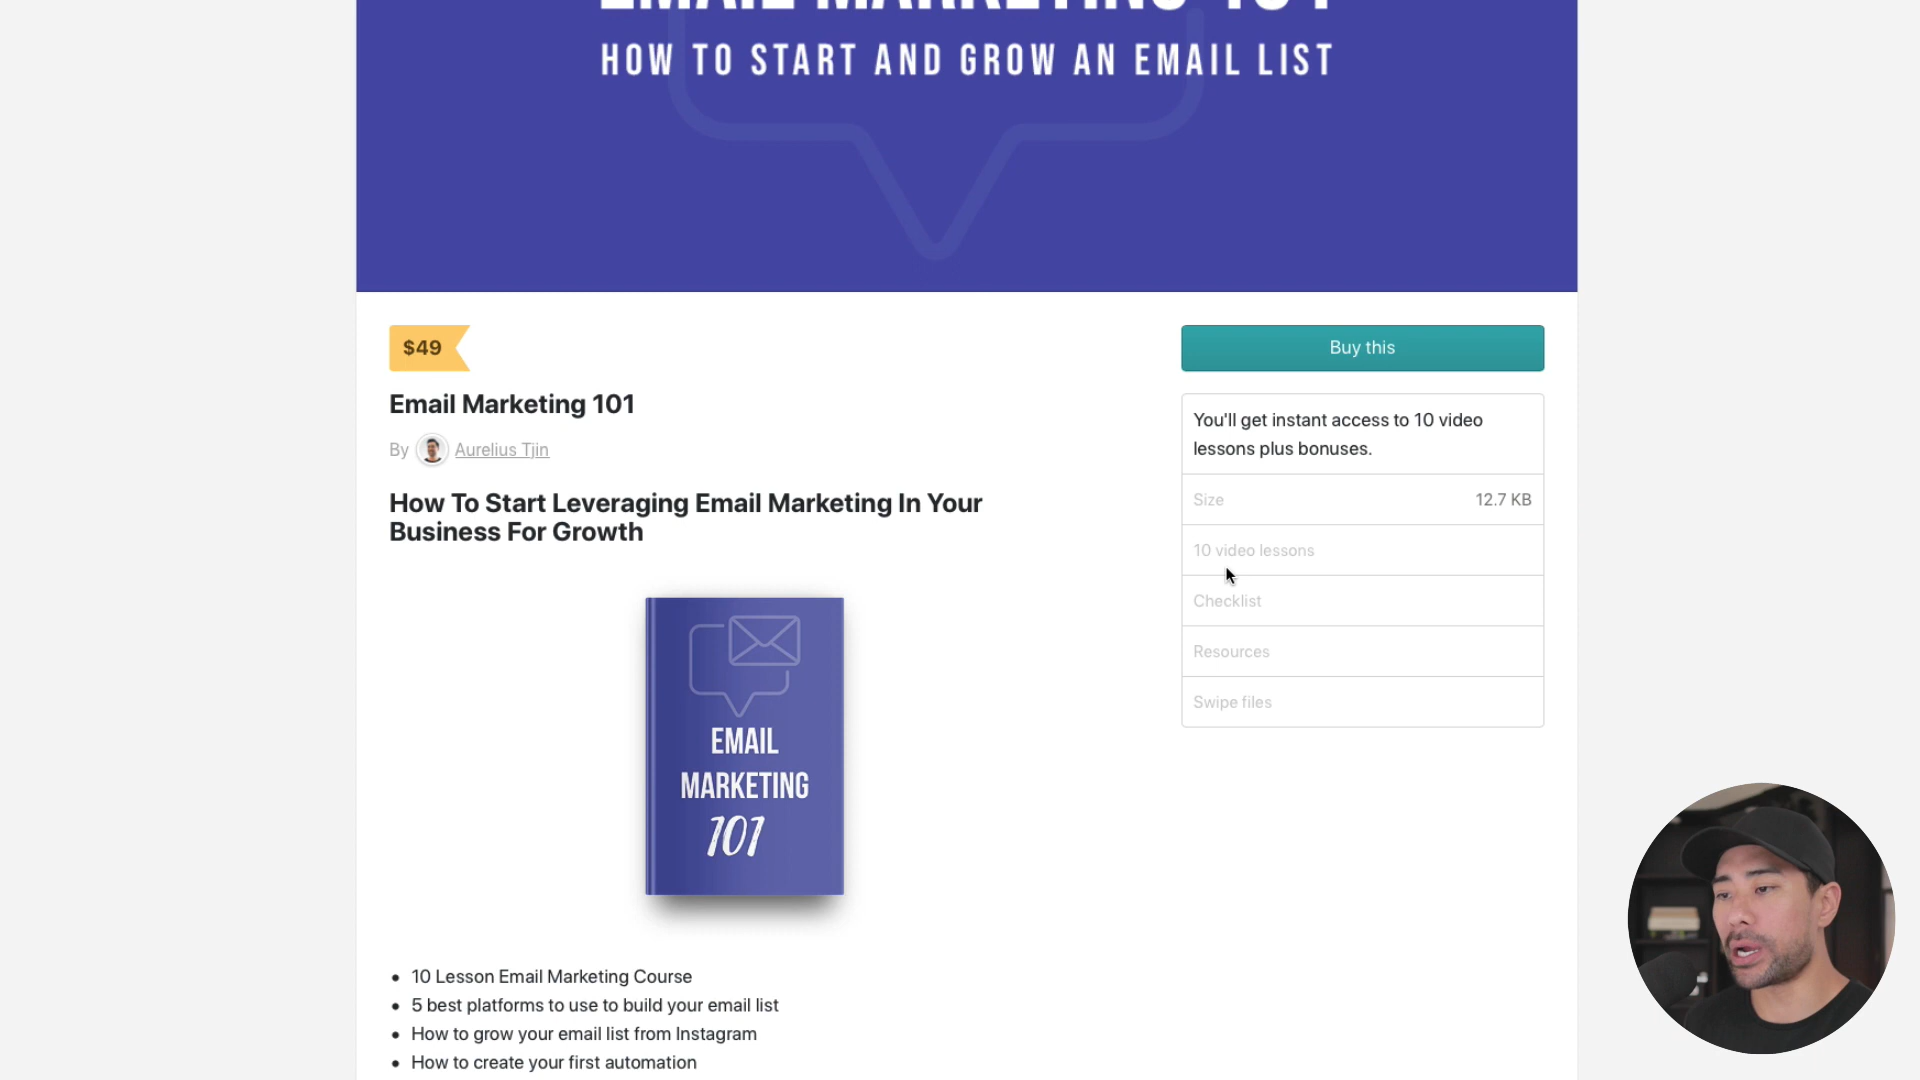 EMAIL MARKETING 101
HOW TO START AND GROW AN EMAIL LIST
$49
Buy this
Email Marketing 101
By Aurelius Tjin
How To Start Leveraging Email Marketing In Your
Business For Growth
You'll get instant access to 10 video
lessons plus bonuses.
Size 12.7 KB
10 video lessons
Checklist
Resources
Swipe files
EMAIL
MARKETING
101
10 Lesson Email Marketing Course
5 best platforms to use to build your email list
How to grow your email list from Instagram
How to create your first automation